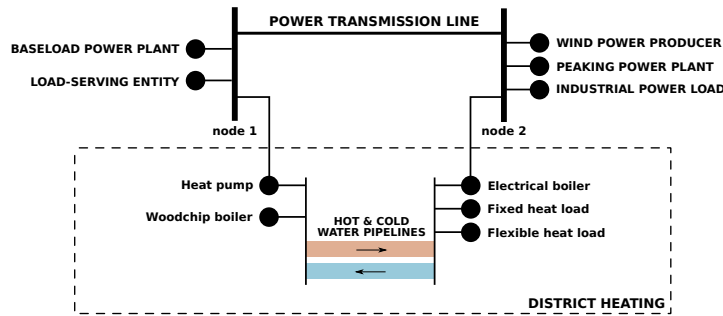 POWER TRANSMISSION LINE
BASELOAD POWER PLANT
LOAD-SERVING ENTITY
WIND POWER PRODUCER
PEAKING POWER PLANT
INDUSTRIAL POWER LOAD
node 1
node 2
Heat pump
Woodchip boiler
HOT & COLD
WATER PIPELINES
Electrical boiler
Fixed heat load
Flexible heat load
DISTRICT HEATING